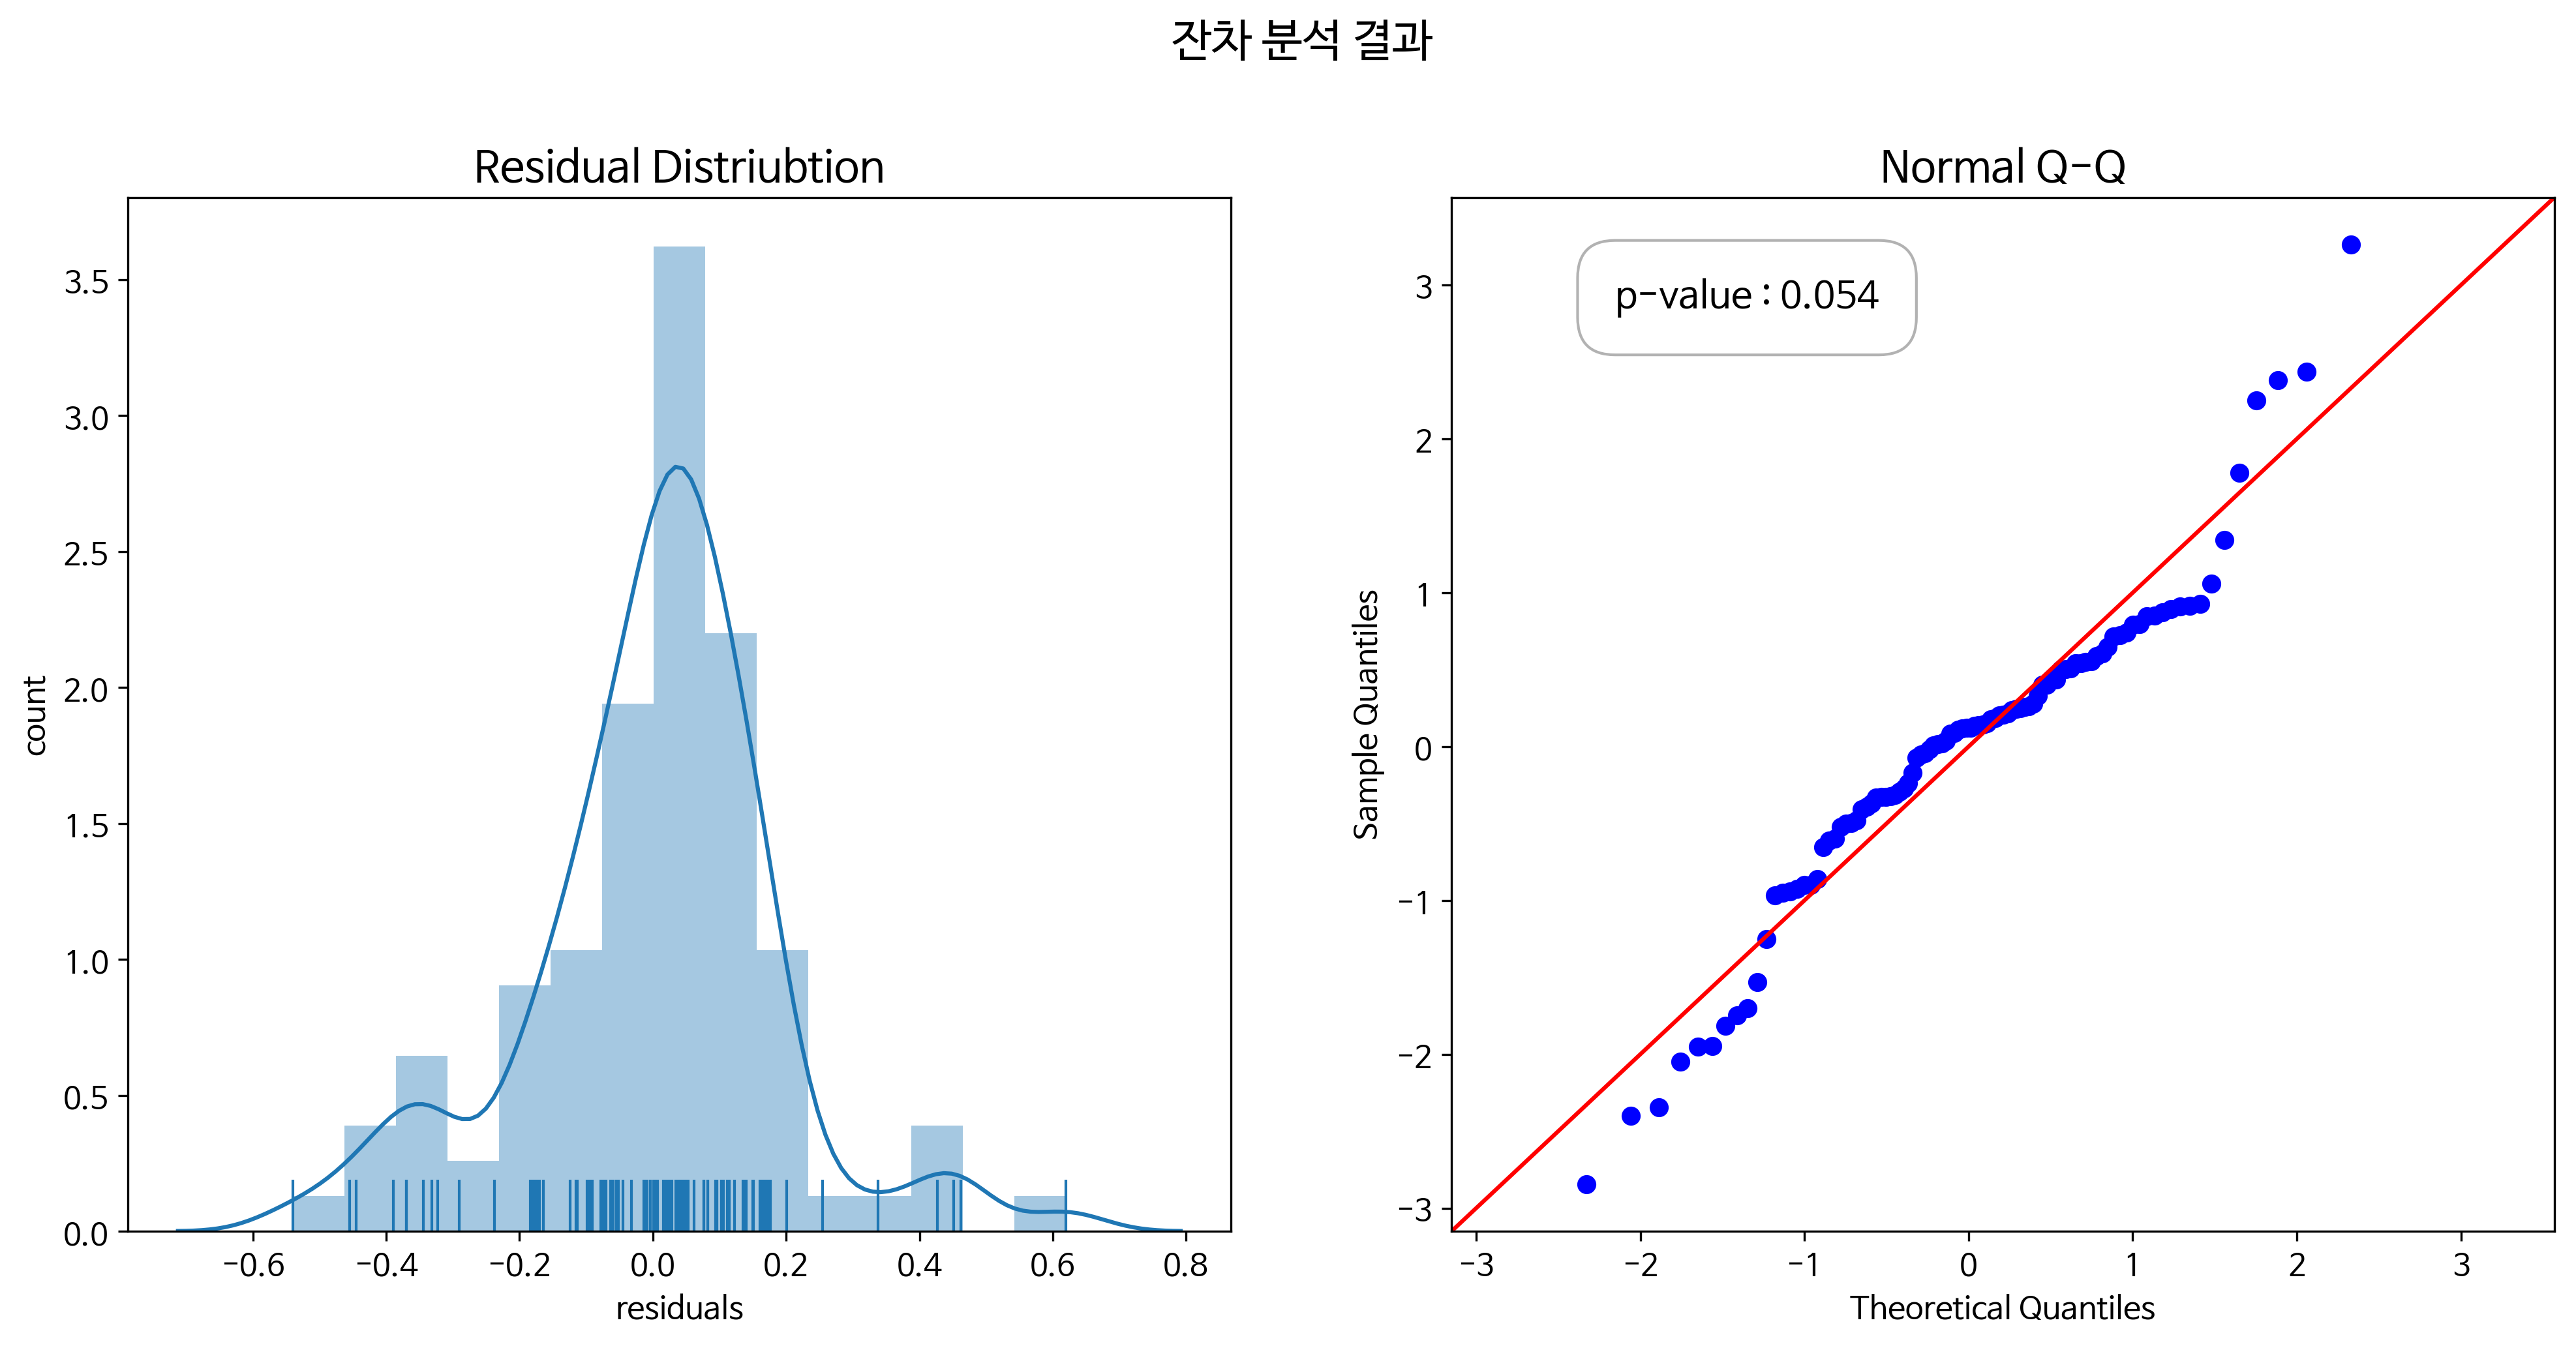 잔차 분석 결과
Residual Distriubtion
count
3.5
3.0
2.5
2.0
1.5
1.0
0.5
0.0
-0.6 -0.4 -0.2 0.0 0.2 0.4 0.6 0.8
residuals
Normal Q-Q
p-value : 0.054
Sample Quantiles
3
2
1
0
-1
-2
-3
-3 -2 -1 0 1 2 3
Theoretical Quantiles